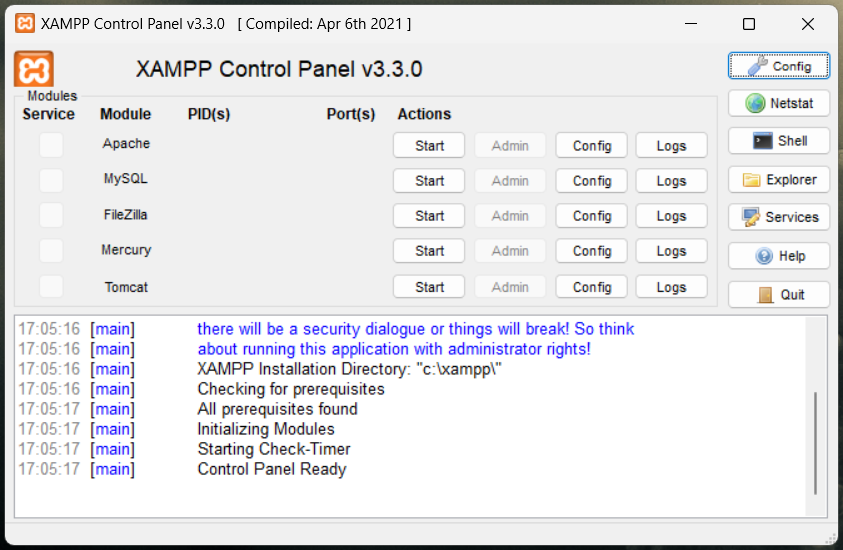 XAMPP Control Panel v3.3.0 [ Compiled: Apr 6th 2021 ]
XAMPP Control Panel v3.3.0
Config
Modules
Service Module PID(s) Port(s) Actions
Netstat
Apache Start Admin Config Logs
Shell
MySQL Start Admin Config Logs
Explorer
FileZilla Start Admin Config Logs
Services
Mercury Start Admin Config Logs
Help
Tomcat Start Admin Config Logs
Quit
17:05:16 [main] there will be a security dialogue or things will break! So think
17:05:16 [main] about running this application with administrator rights!
17:05:16 [main] XAMPP Installation Directory: "c:\xampp\"
17:05:16 [main] Checking for prerequisites
17:05:17 [main] All prerequisites found
17:05:17 [main] Initializing Modules
17:05:17 [main] Starting Check-Timer
17:05:17 [main] Control Panel Ready